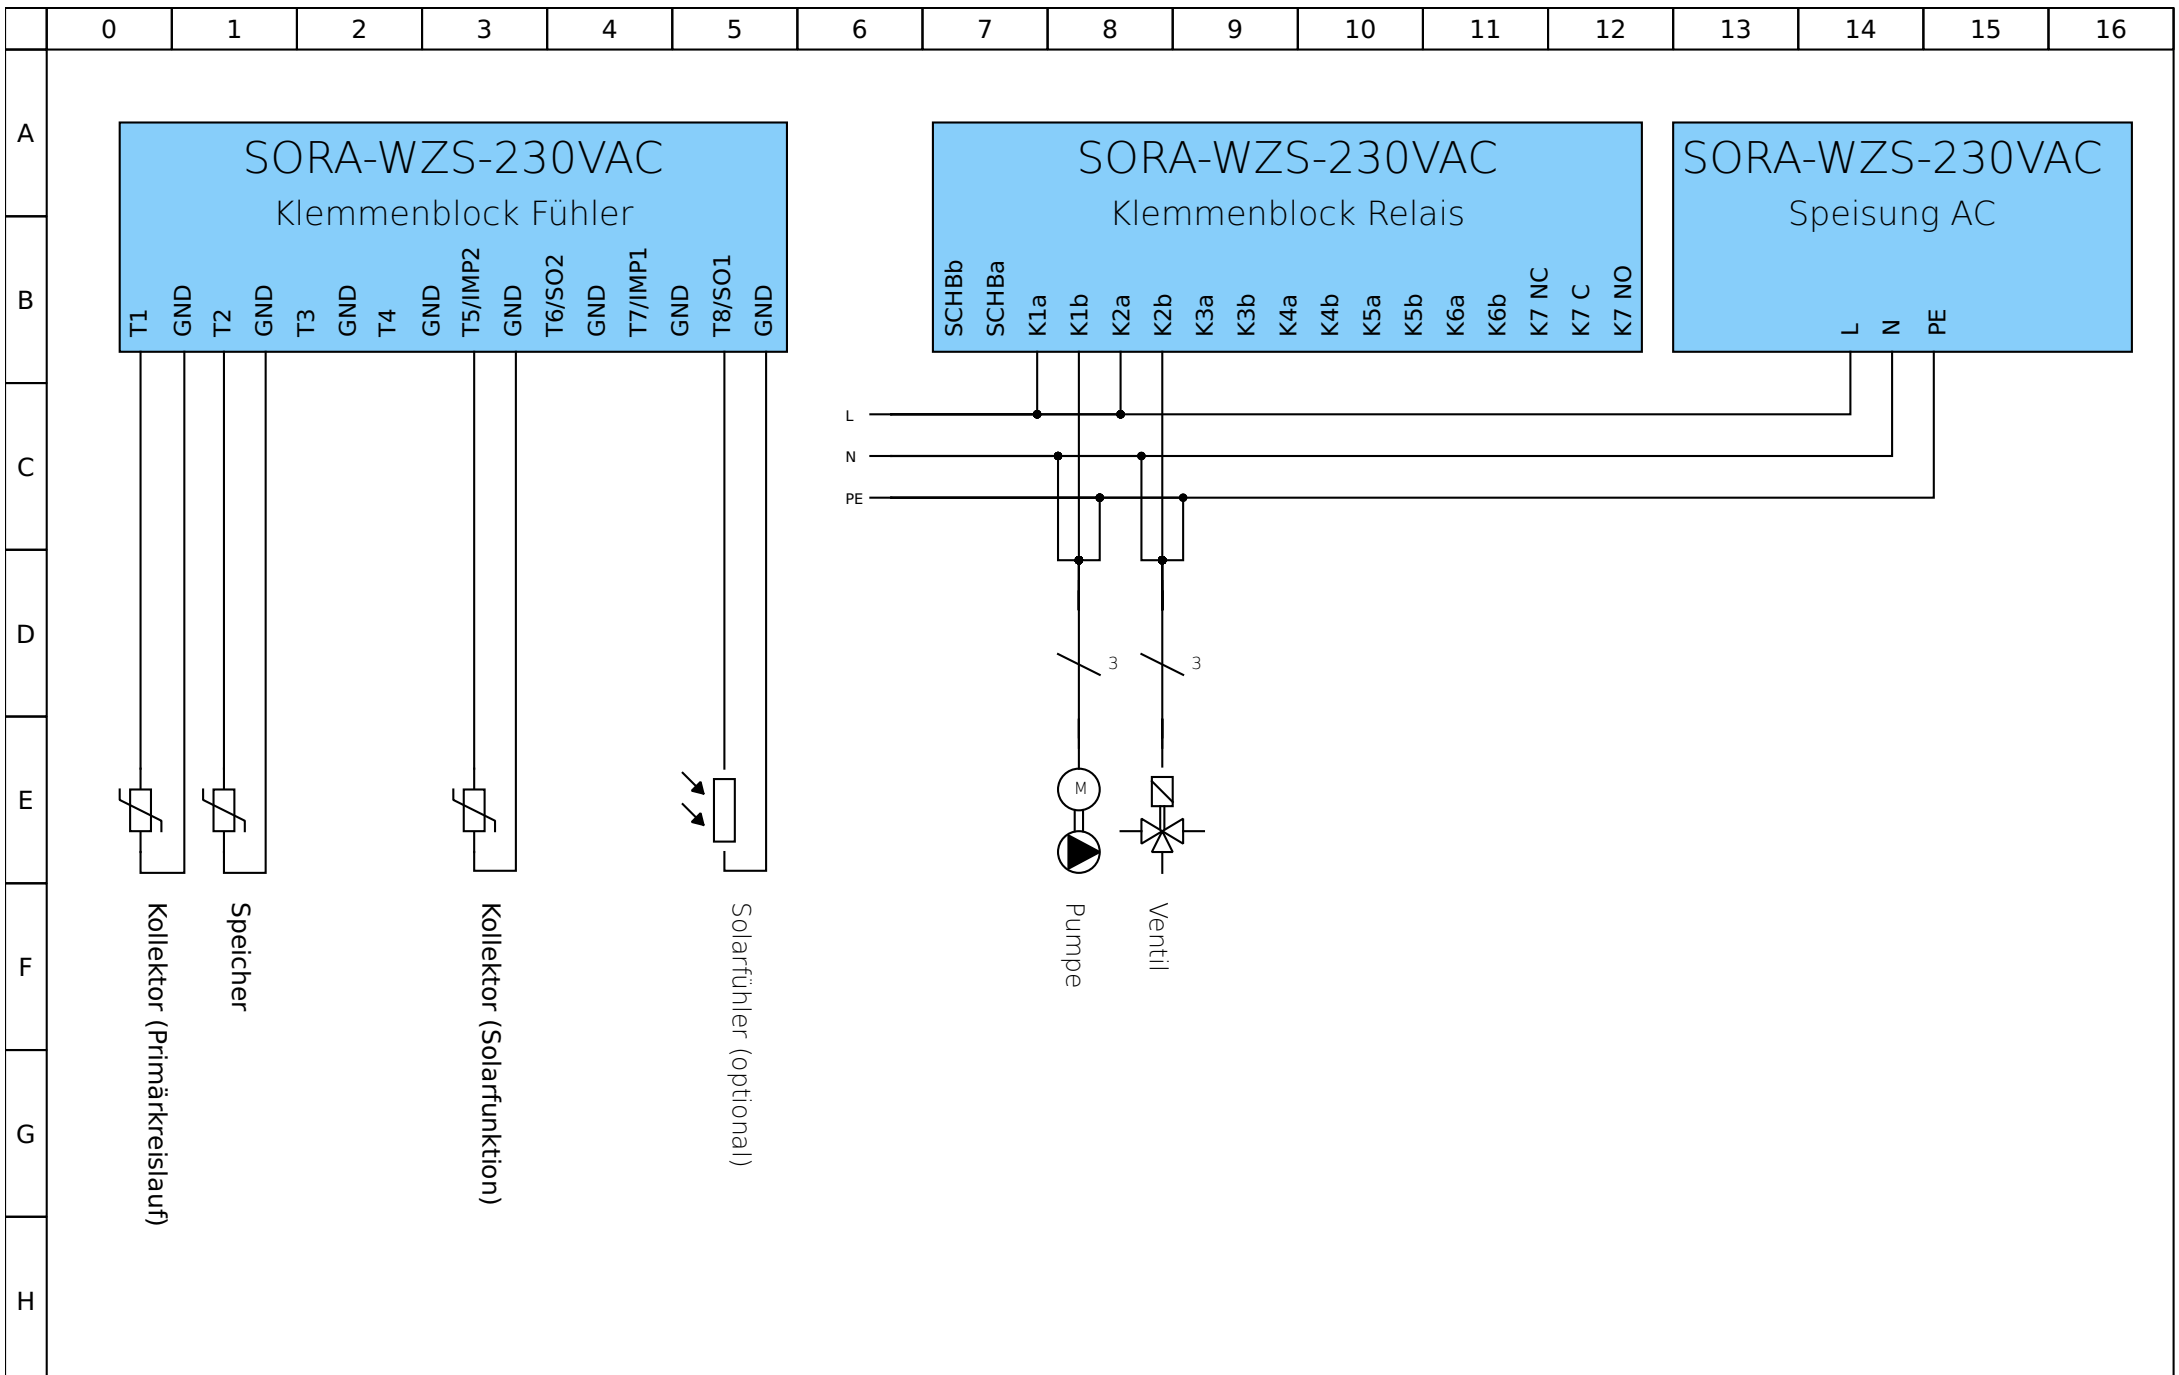 0 1 2 3 4 5 6 7 8 9 10 11 12 13 14 15 16
A
B
C
D
E
F
G
H
SORA-WZS-230VAC
Klemmenblock Fühler
T1 GND T2 GND T3 GND T4 GND T5/IMP2 GND T6/SO2 GND T7/IMP1 GND T8/SO1 GND
SORA-WZS-230VAC
Klemmenblock Relais
SCHBb SCHBa K1a K1b K2a K2b K3a K3b K4a K4b K5a K5b K6a K6b K7 NC K7 C K7 NO
SORA-WZS-230VAC
Speisung AC
L N PE
L
N
PE
3 3
M
Kollektor (Primärkreislauf)
Speicher
Kollektor (Solarfunktion)
Solarfühler (optional)
Pumpe
Ventil